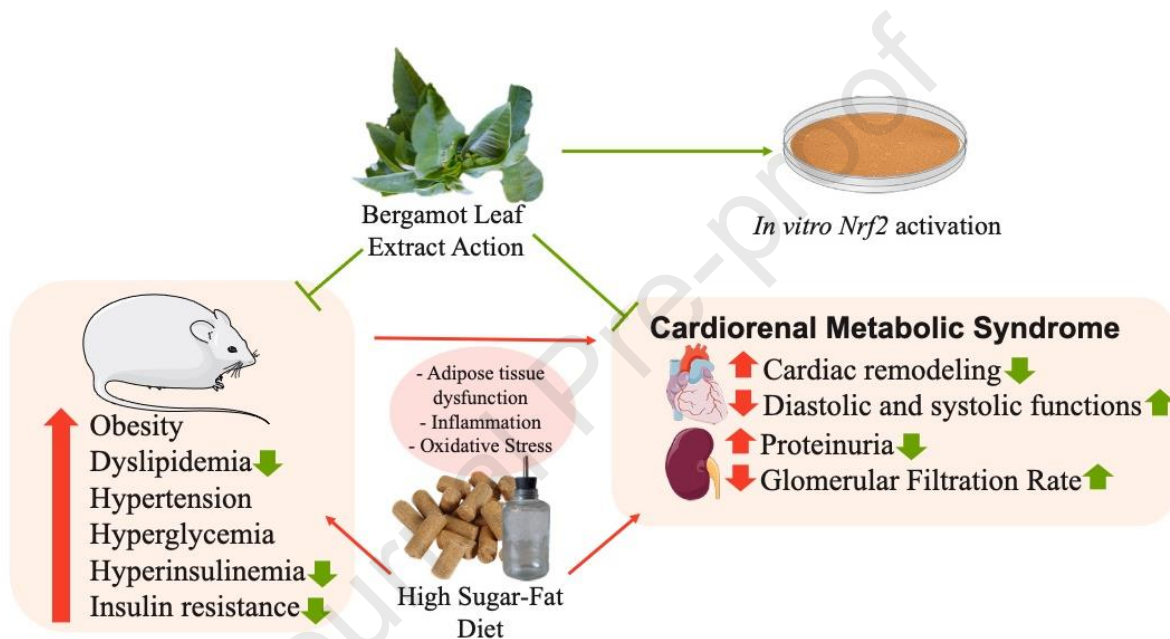 Bergamot Leaf
Extract Action
In vitro Nrf2 activation
Obesity
Dyslipidemia
Hypertension
Hyperglycemia
Hyperinsulinemia
Insulin resistance
- Adipose tissue
dysfunction
- Inflammation
- Oxidative Stress
High Sugar-Fat
Diet
Cardiorenal Metabolic Syndrome
Cardiac remodeling
Diastolic and systolic functions
Proteinuria
Glomerular Filtration Rate
Journal Pre-proof